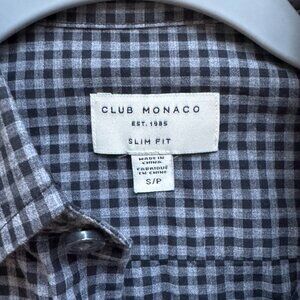 CLUB MONACO
EST. 1985
SLIM FIT
MADE IN
CHINA
FABRIQUÉ
EN CHINE
S/P